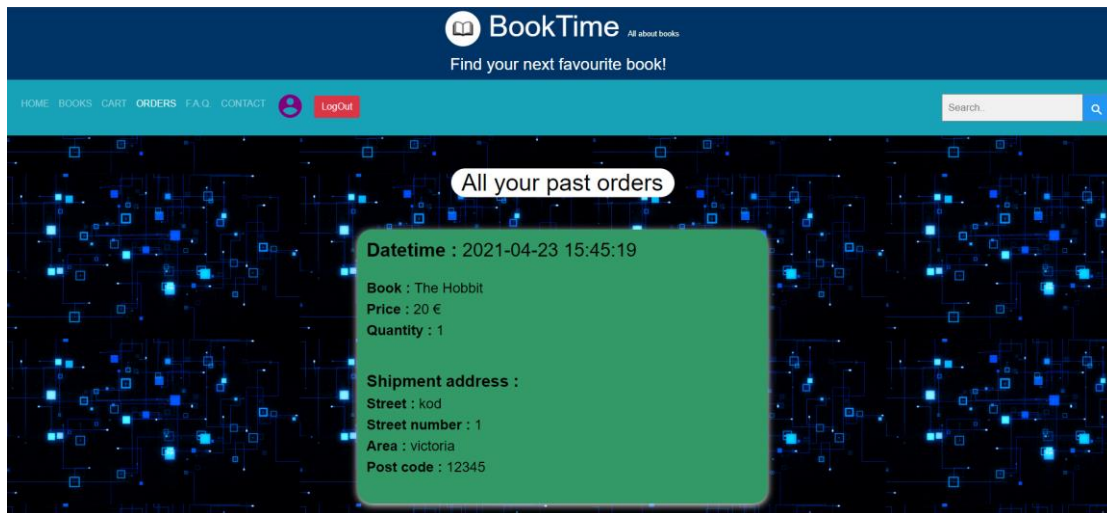 BookTime All about books
Find your next favourite book!
HOME BOOKS CART ORDERS F.A.Q. CONTACT LogOut Search..
All your past orders
Datetime : 2021-04-23 15:45:19
Book : The Hobbit
Price : 20 €
Quantity : 1
Shipment address :
Street : kod
Street number : 1
Area : victoria
Post code : 12345